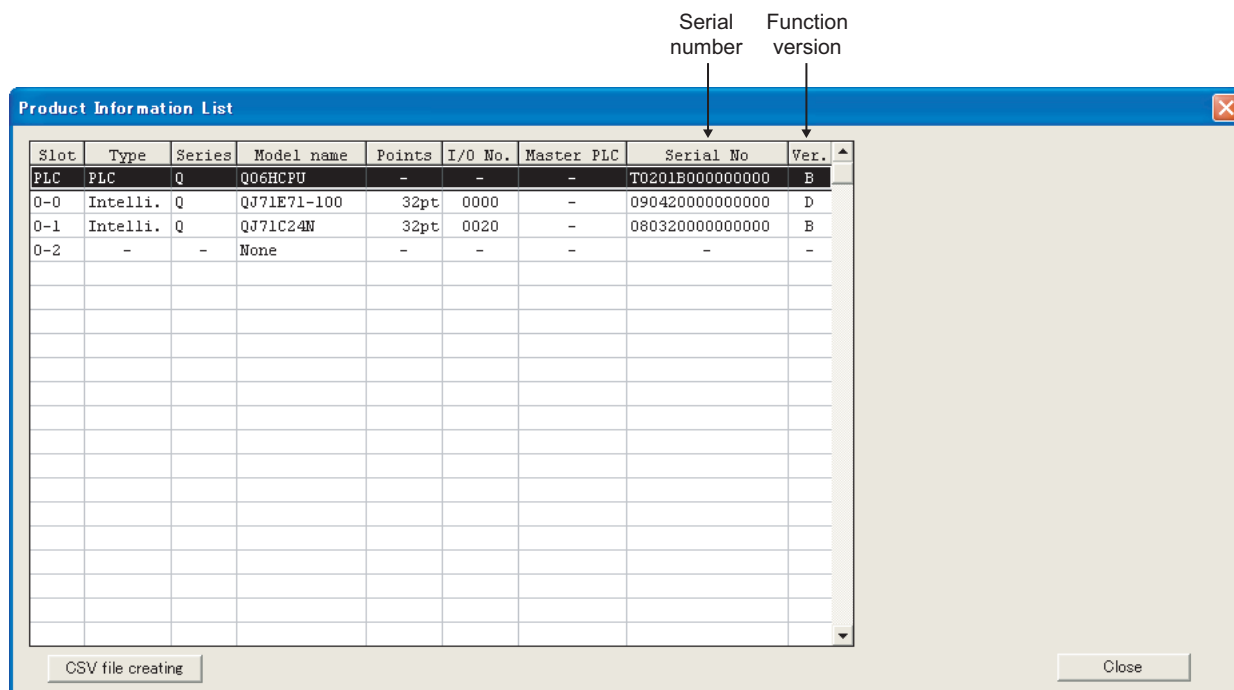 Serial number
Function version
Product Information List
Slot Type Series Model name Points I/O No. Master PLC Serial No Ver.
PLC PLC Q Q06HCPU - - - T0201B000000000 B
0-0 Intelli. Q QJ71E71-100 32pt 0000 - 090420000000000 D
0-1 Intelli. Q QJ71C24N 32pt 0020 - 080320000000000 B
0-2 - - None - - - - -
CSV file creating
Close